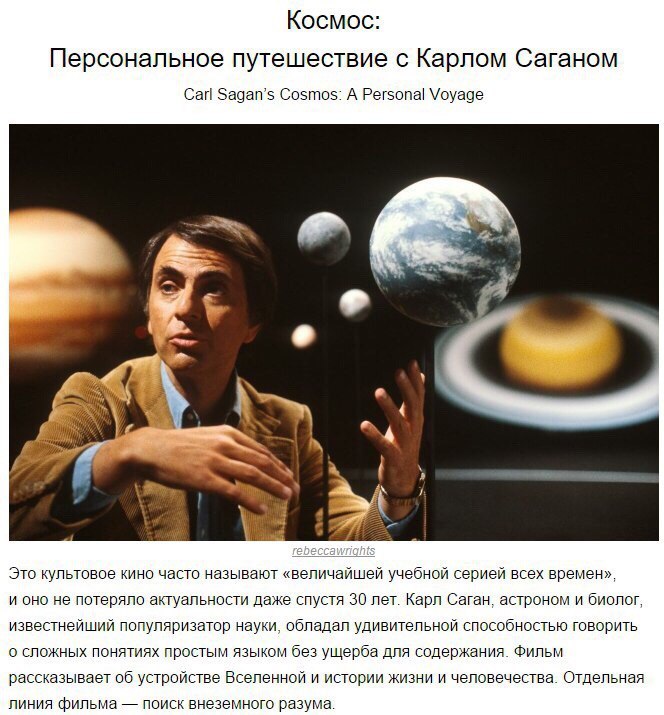 Космос:
Персональное путешествие с Карлом Саганом
Carl Sagan’s Cosmos: A Personal Voyage
rebeccawrights
Это культовое кино часто называют «величайшей учебной серией всех времен»,
и оно не потеряло актуальности даже спустя 30 лет. Карл Саган, астроном и биолог,
известнейший популяризатор науки, обладал удивительной способностью говорить
о сложных понятиях простым языком без ущерба для содержания. Фильм
рассказывает об устройстве Вселенной и истории жизни и человечества. Отдельная
линия фильма — поиск внеземного разума.